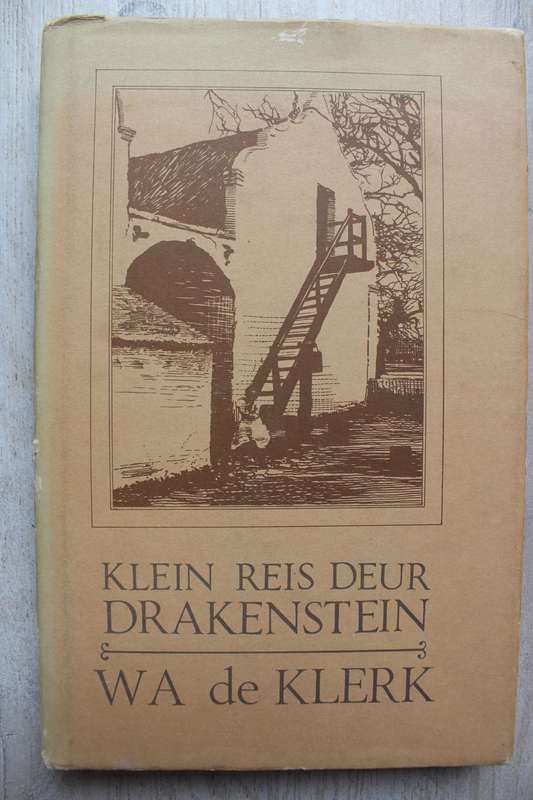 KLEIN REIS DEUR
DRAKENSTEIN
WA de KLERK